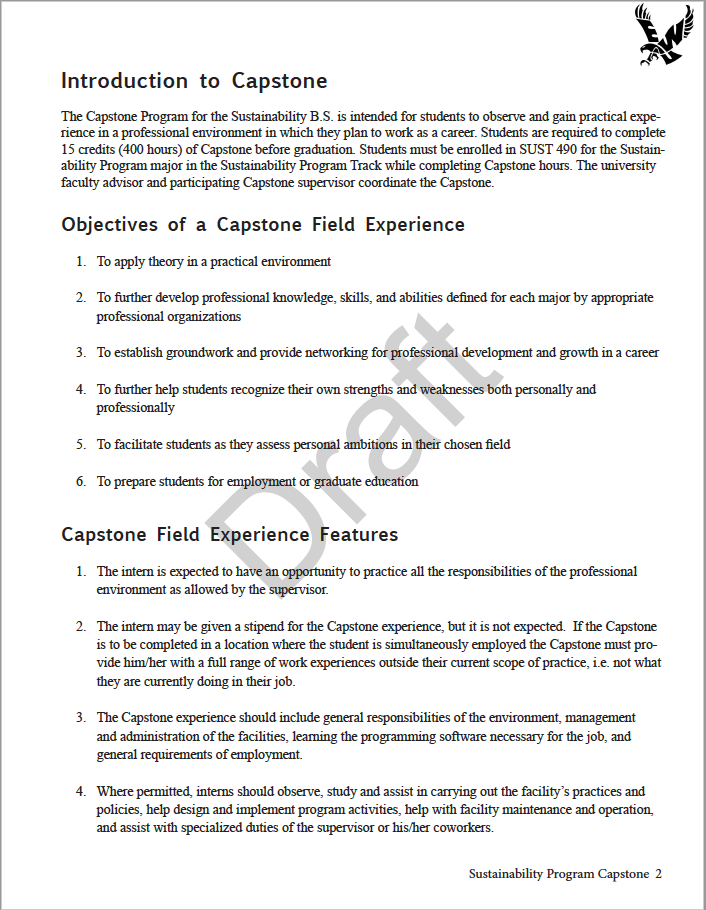 EWU
Introduction to Capstone
The Capstone Program for the Sustainability B.S. is intended for students to observe and gain practical expe-
rience in a professional environment in which they plan to work as a career. Students are required to complete
15 credits (400 hours) of Capstone before graduation. Students must be enrolled in SUST 490 for the Sustain-
ability Program major in the Sustainability Program Track while completing Capstone hours. The university
faculty advisor and participating Capstone supervisor coordinate the Capstone.
Objectives of a Capstone Field Experience
1. To apply theory in a practical environment
2. To further develop professional knowledge, skills, and abilities defined for each major by appropriate
professional organizations
3. To establish groundwork and provide networking for professional development and growth in a career
4. To further help students recognize their own strengths and weaknesses both personally and
professionally
5. To facilitate students as they assess personal ambitions in their chosen field
6. To prepare students for employment or graduate education
Draft
Capstone Field Experience Features
1. The intern is expected to have an opportunity to practice all the responsibilities of the professional
environment as allowed by the supervisor.
2. The intern may be given a stipend for the Capstone experience, but it is not expected. If the Capstone
is to be completed in a location where the student is simultaneously employed the Capstone must pro-
vide him/her with a full range of work experiences outside their current scope of practice, i.e. not what
they are currently doing in their job.
3. The Capstone experience should include general responsibilities of the environment, management
and administration of the facilities, learning the programming software necessary for the job, and
general requirements of employment.
4. Where permitted, interns should observe, study and assist in carrying out the facility's practices and
policies, help design and implement program activities, help with facility maintenance and operation,
and assist with specialized duties of the supervisor or his/her coworkers.
Sustainability Program Capstone 2